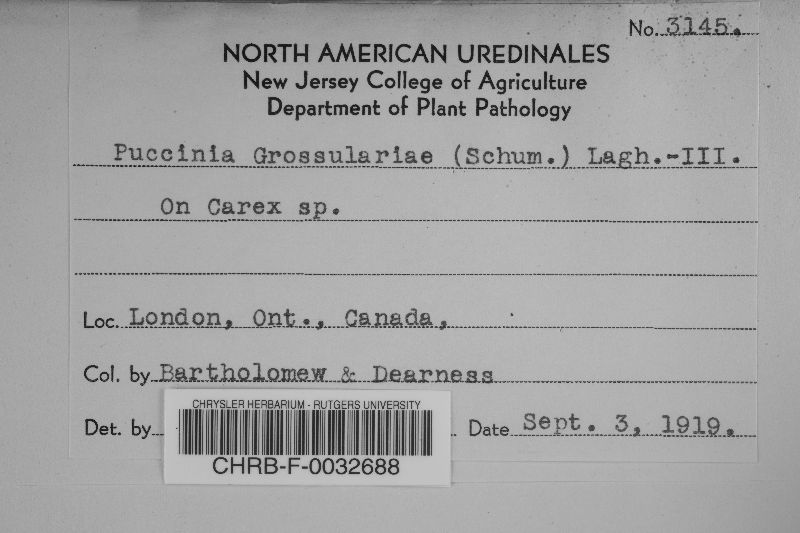 No. 3145.
NORTH AMERICAN UREDINALES
New Jersey College of Agriculture
Department of Plant Pathology
Puccinia Grossulariae (Schum.) Lagh.-III.
On Carex sp.
Loc. London, Ont., Canada,
Col. by Bartholomew & Dearness
Det. by Date Sept. 3, 1919.
CHRYSLER HERBARIUM - RUTGERS UNIVERSITY
CHRB-F-0032688